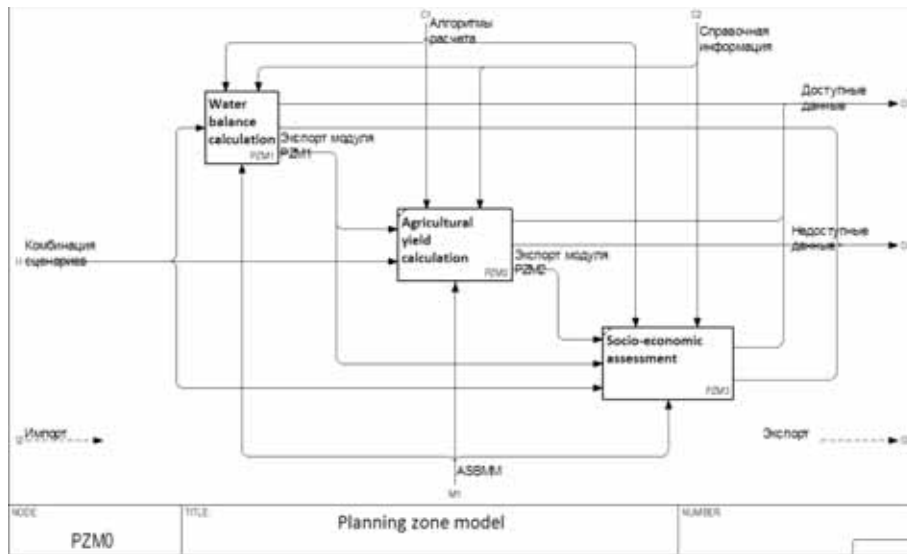 C1
C2
Алгоритмы
расчета
Справочная
информация
Water
balance
calculation
PZM1
Доступные
данные
Экспорт модуля
PZM1
Agricultural
yield
calculation
PZM0
Комбинация
сценариев
Недоступные
данные
Экспорт модуля
PZM2
Socio-economic
assessment
PZM3
Импорт
Экспорт
ASBMM
M1
NODE:
TITLE:
NUMBER:
PZM0
Planning zone model